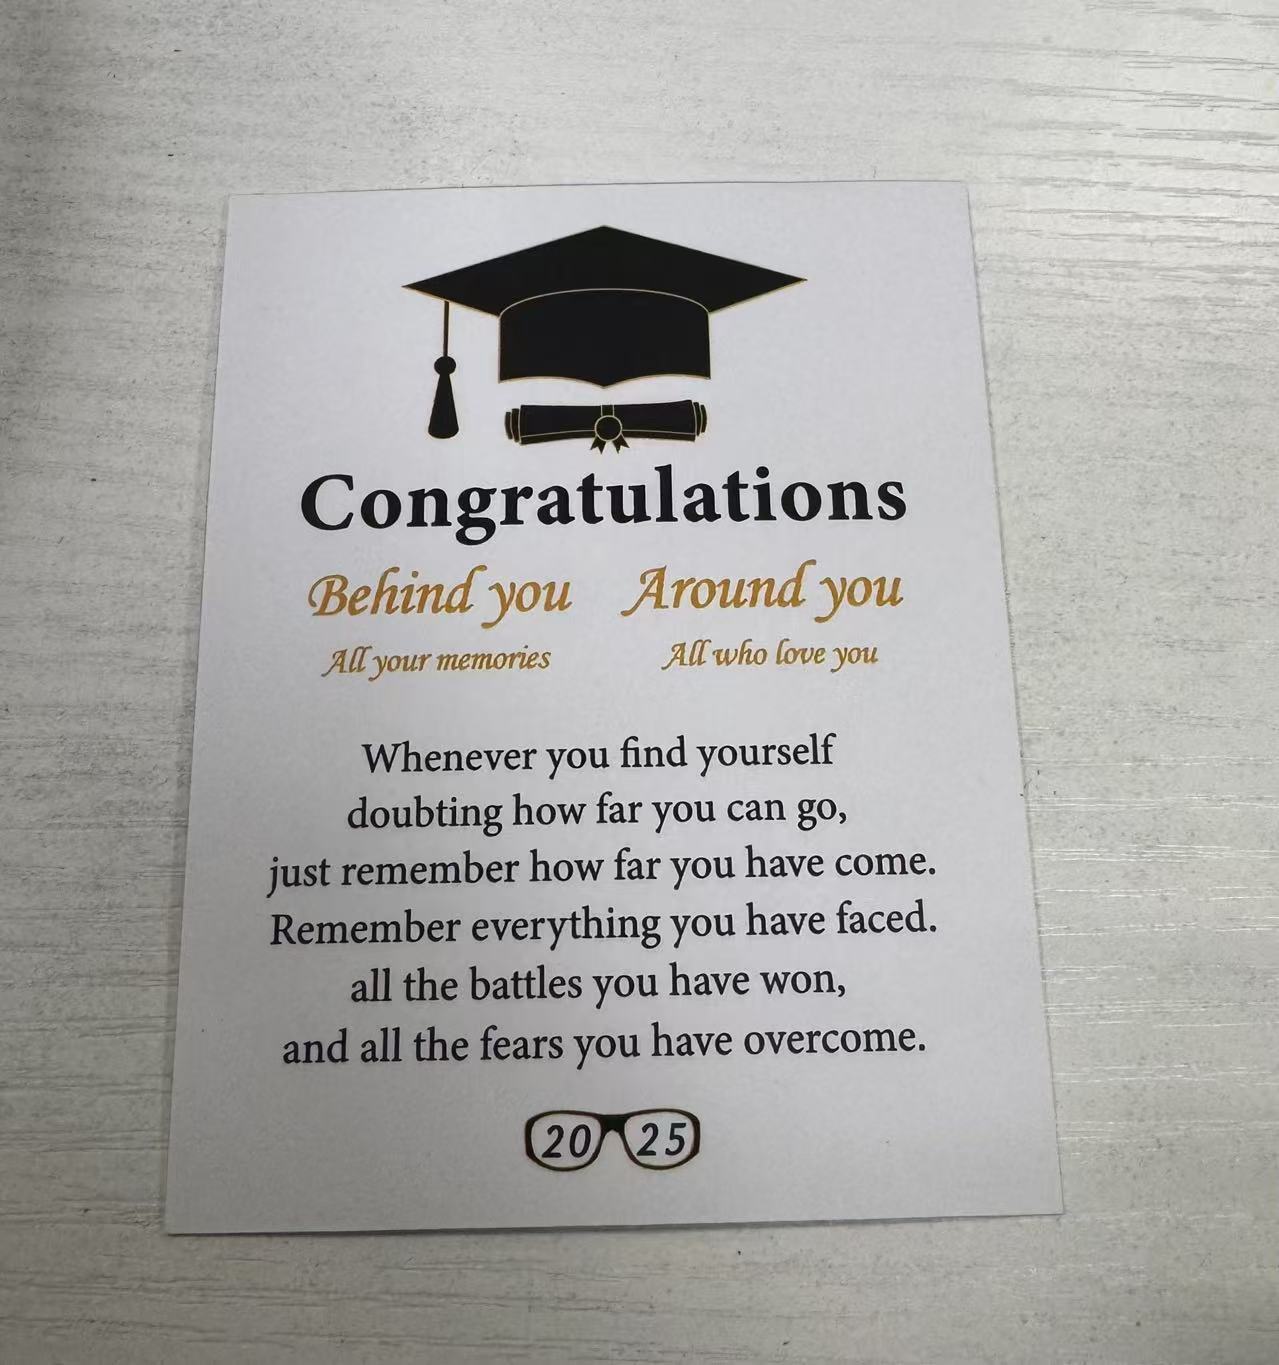 Congratulations
Behind you Around you
All your memories All who love you
Whenever you find yourself
doubting how far you can go,
just remember how far you have come.
Remember everything you have faced.
all the battles you have won,
and all the fears you have overcome.
20 25